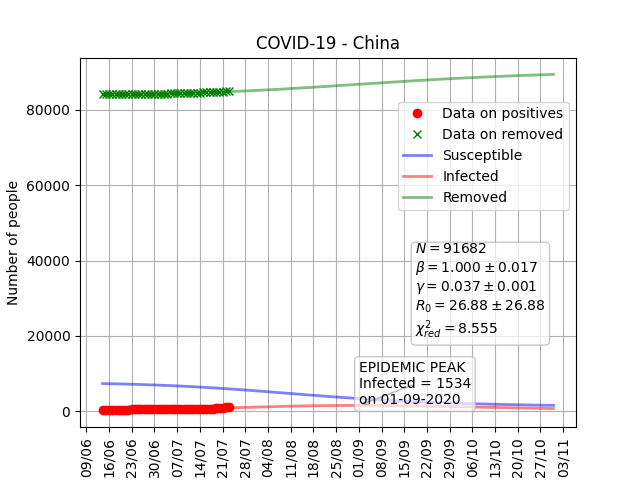 COVID-19 - China
Number of people
80000
60000
40000
20000
0
Data on positives
Data on removed
Susceptible
Infected
Removed
N = 91682
β = 1.000 ± 0.017
γ = 0.037 ± 0.001
R₀ = 26.88 ± 26.88
χ²red = 8.555
EPIDEMIC PEAK
Infected = 1534
on 01-09-2020
09/06 16/06 23/06 30/06 07/07 14/07 21/07 28/07 04/08 11/08 18/08 25/08 01/09 08/09 15/09 22/09 29/09 06/10 13/10 20/10 27/10 03/11